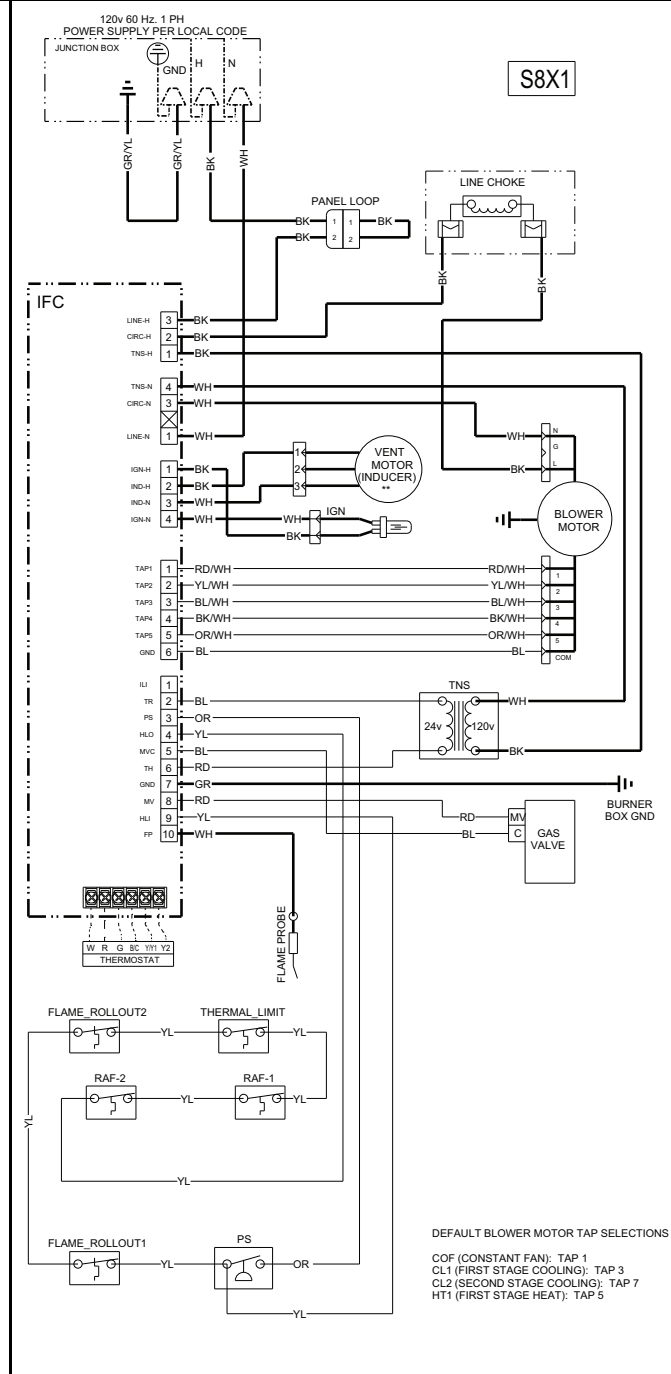 120v 60 Hz. 1 PH
POWER SUPPLY PER LOCAL CODE
JUNCTION BOX
GND
H
N
S8X1
GR/YL
GR/YL
BK
WH
PANEL LOOP
BK
1
1
BK
BK
2
2
LINE CHOKE
BK
BK
IFC
LINE-H 3 BK
CIRC-H 2 BK
TNS-H 1 BK
TNS-N 4 WH
CIRC-N 3 WH
LINE-N 1 WH
IGN-H 1 BK
IND-H 2 BK
IND-N 3 WH
IGN-N 4 WH
1
2
3
VENT
MOTOR
(INDUCER)
**
IGN
WH
BK
WH
N
G
BK
L
BLOWER
MOTOR
TAP1 1 RD/WH RD/WH 1
TAP2 2 YL/WH YL/WH 2
TAP3 3 BL/WH BL/WH 3
TAP4 4 BK/WH BK/WH 4
TAP5 5 OR/WH OR/WH 5
GND 6 BL BL COM
ILI 1
TR 2 BL
PS 3 OR
HLO 4 YL
MVC 5 BL
TH 6 RD
GND 7 GR
MV 8 RD
HLI 9 YL
FP 10 WH
TNS
24v
120v
WH
BK
BURNER
BOX GND
RD
MV
BL
C
GAS
VALVE
FLAME PROBE
W R G B/C Y/Y1 Y2
THERMOSTAT
FLAME_ROLLOUT2
THERMAL_LIMIT
YL
YL
RAF-2
RAF-1
YL
YL
YL
YL
FLAME_ROLLOUT1
PS
YL
OR
YL
DEFAULT BLOWER MOTOR TAP SELECTIONS
COF (CONSTANT FAN): TAP 1
CL1 (FIRST STAGE COOLING): TAP 3
CL2 (SECOND STAGE COOLING): TAP 7
HT1 (FIRST STAGE HEAT): TAP 5